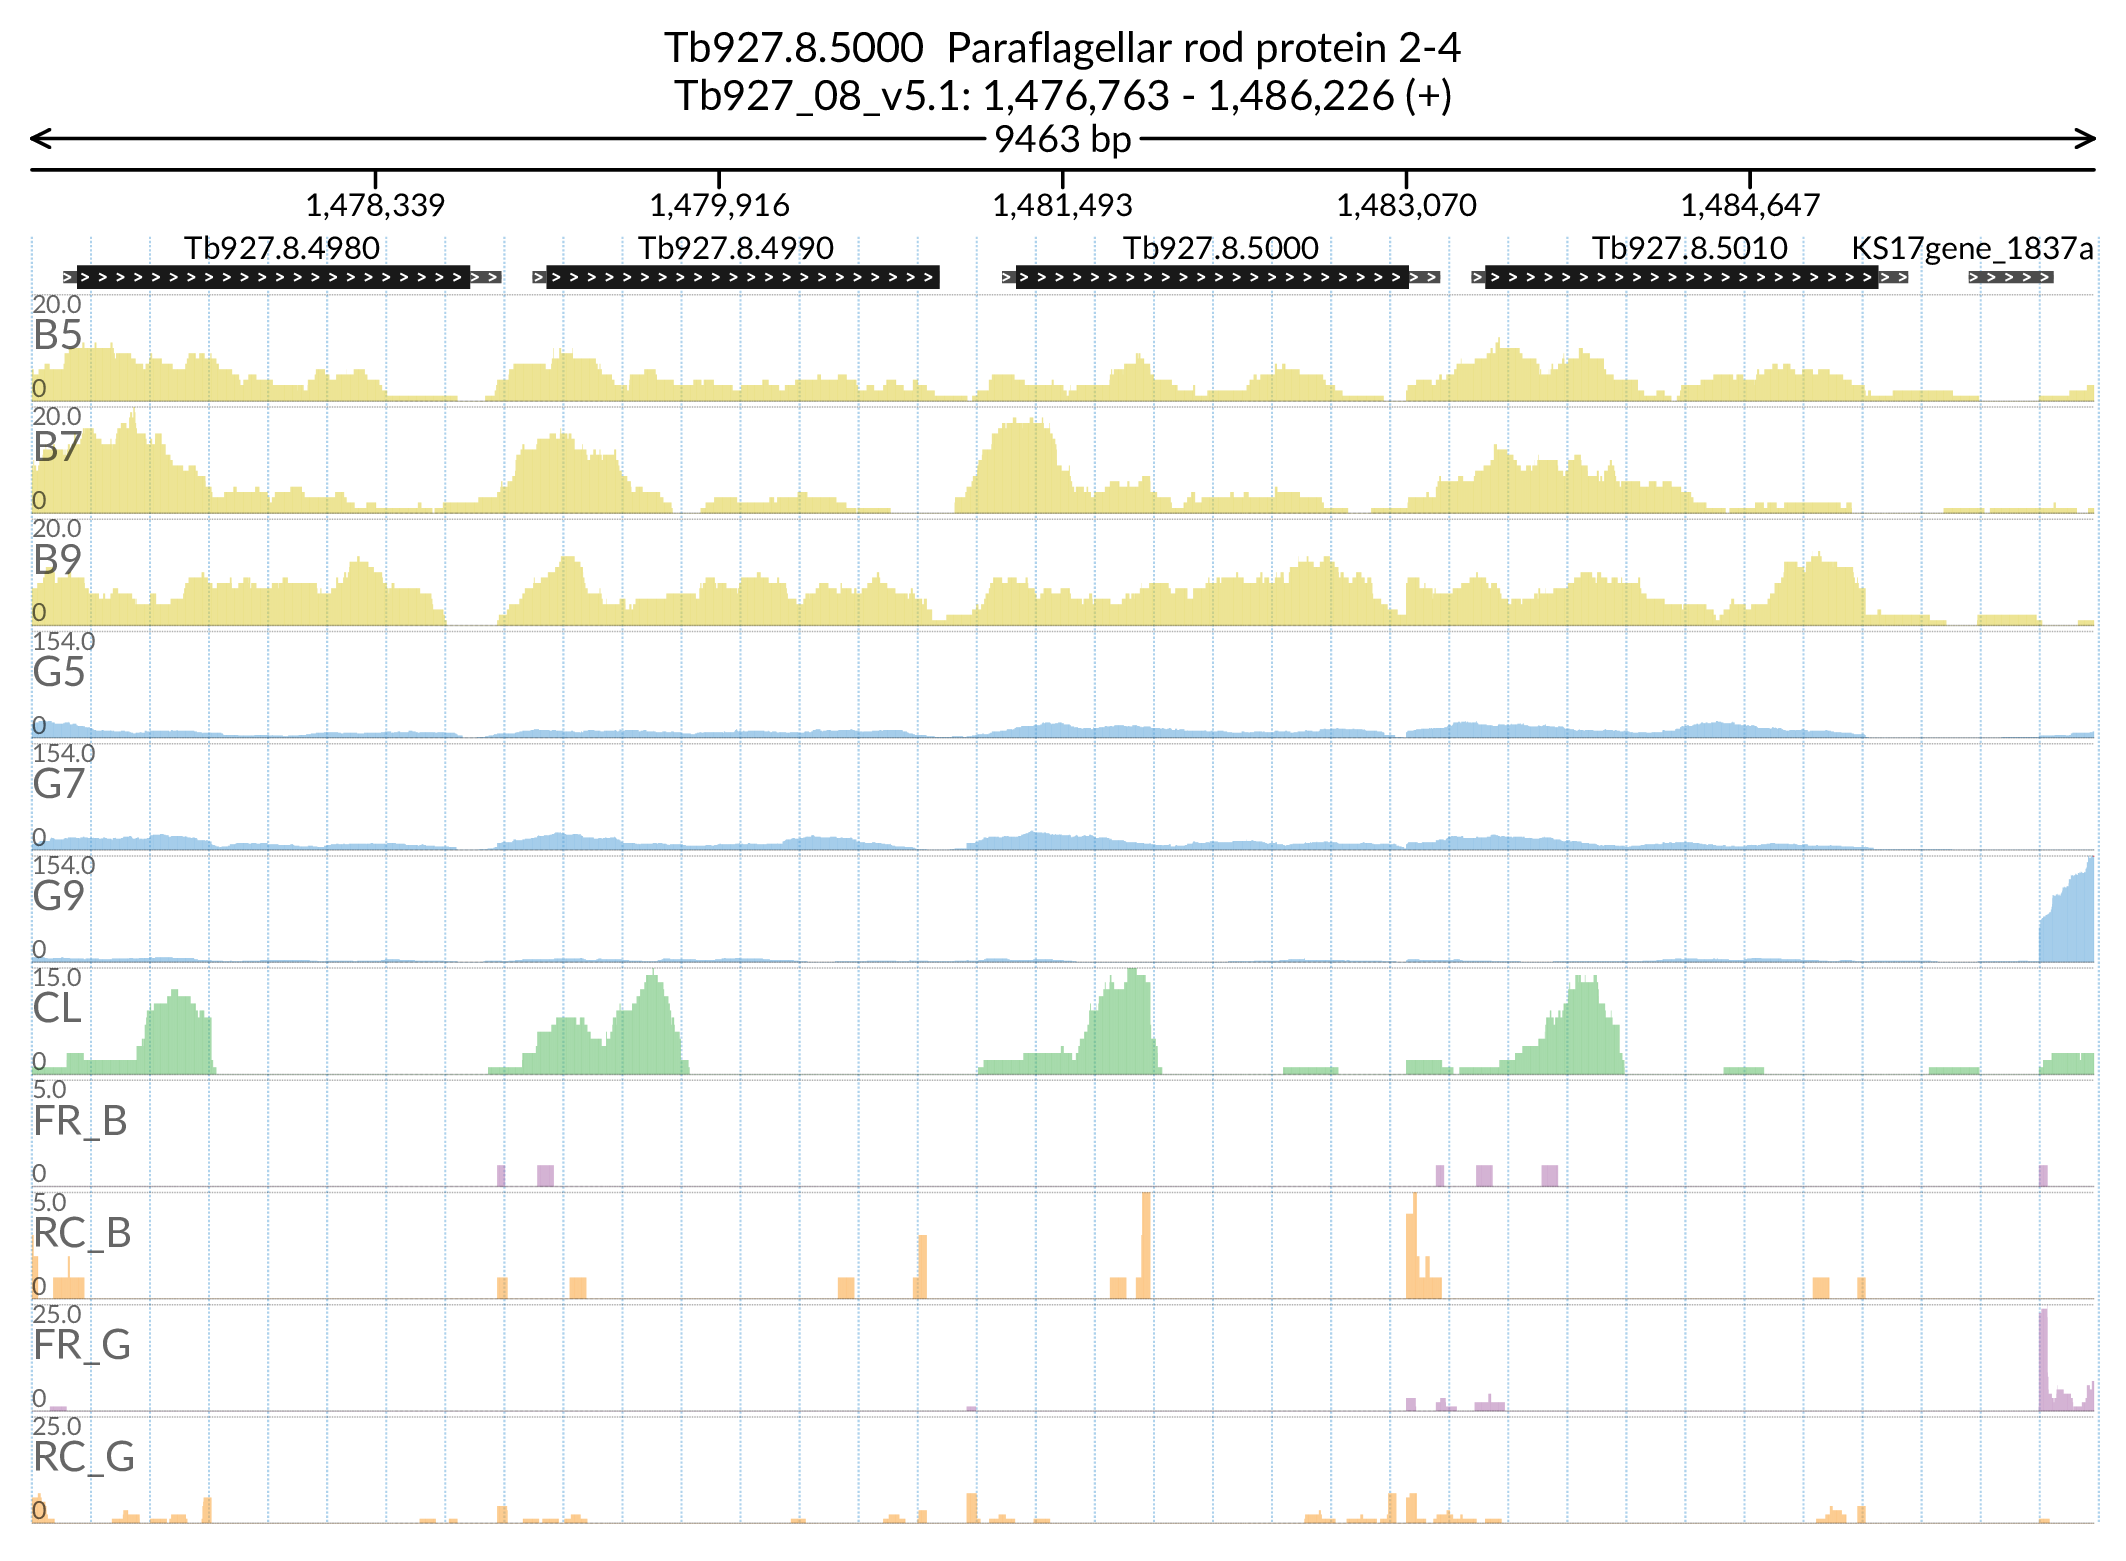 Tb927.8.5000  Paraflagellar rod protein 2-4
Tb927_08_v5.1: 1,476,763 - 1,486,226 (+)
9463 bp
1,478,339 1,479,916 1,481,493 1,483,070 1,484,647
Tb927.8.4980 Tb927.8.4990 Tb927.8.5000 Tb927.8.5010 KS17gene_1837a
20.0
B5
0
20.0
B7
0
20.0
B9
0
154.0
G5
0
154.0
G7
0
154.0
G9
0
15.0
CL
0
5.0
FR_B
0
5.0
RC_B
0
25.0
FR_G
0
25.0
RC_G
0